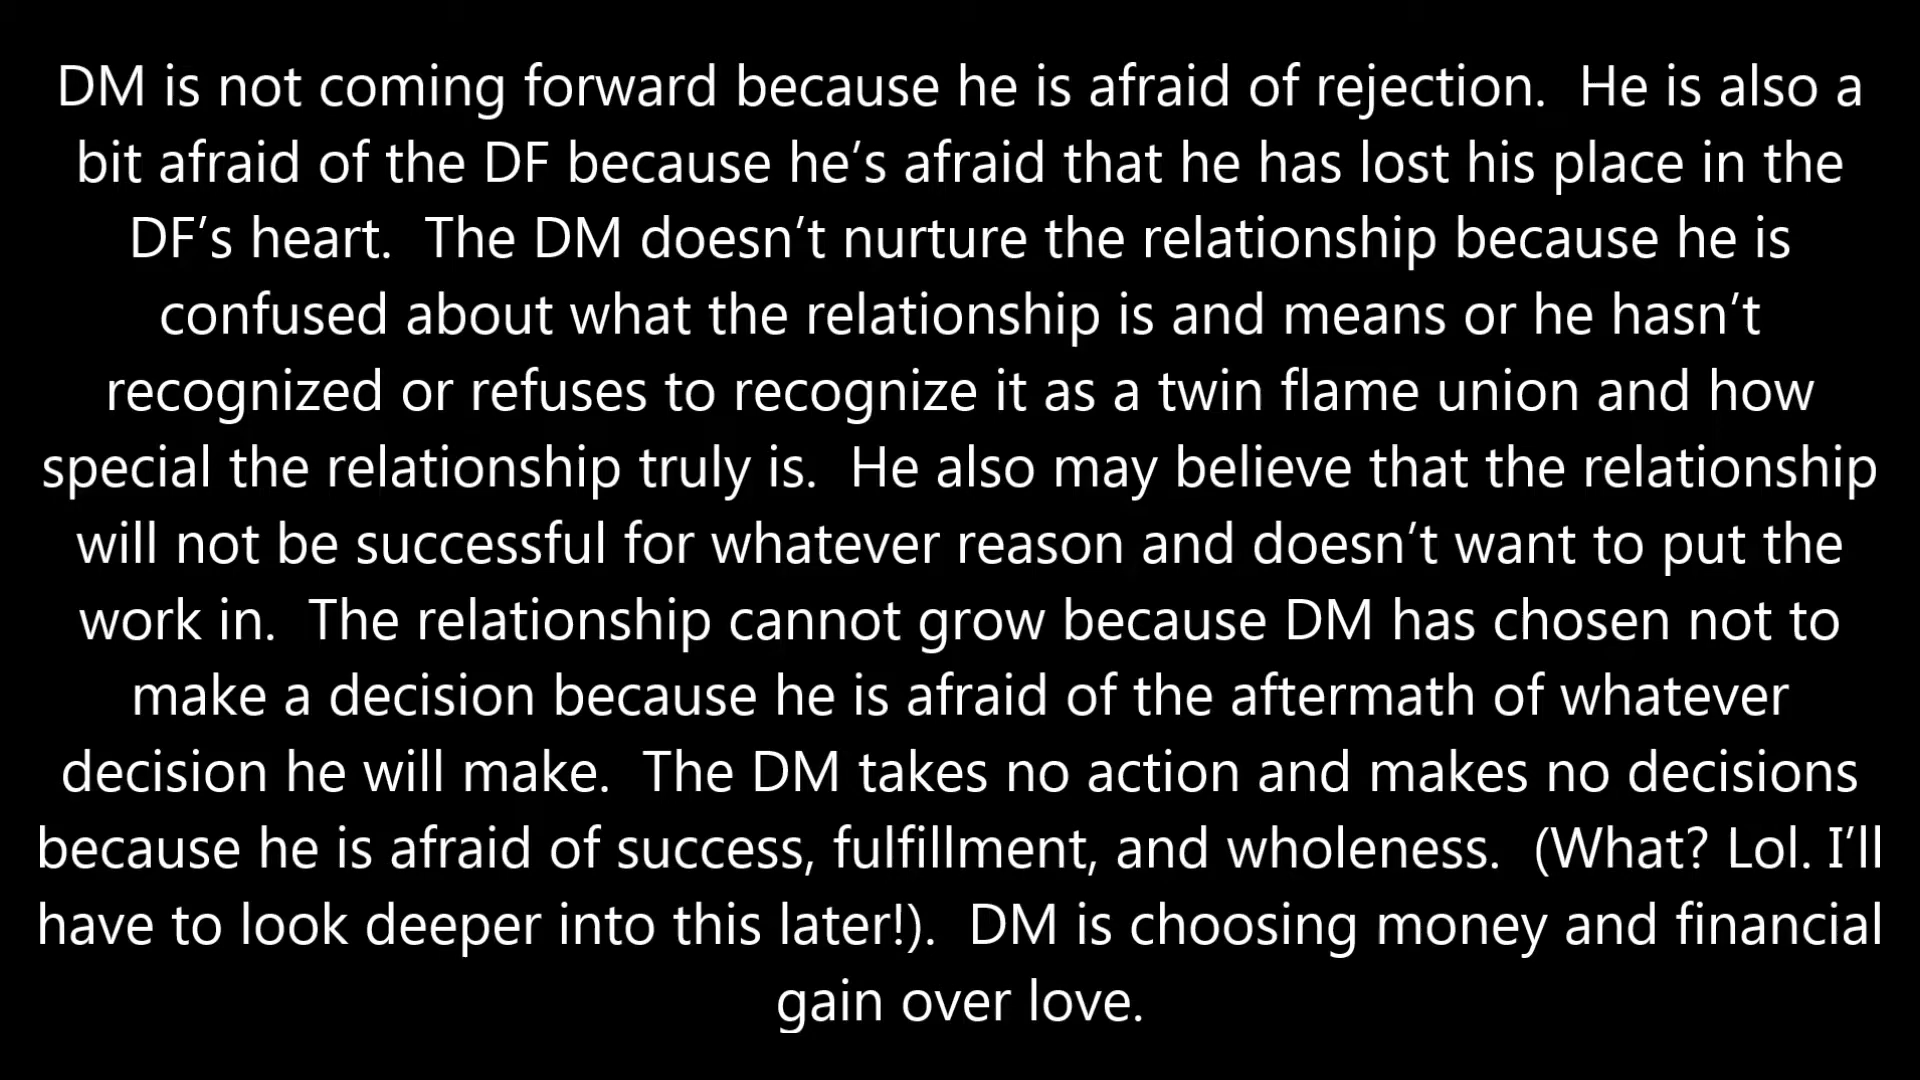 DM is not coming forward because he is afraid of rejection.  He is also a
bit afraid of the DF because he’s afraid that he has lost his place in the
DF’s heart.  The DM doesn’t nurture the relationship because he is
confused about what the relationship is and means or he hasn’t
recognized or refuses to recognize it as a twin flame union and how
special the relationship truly is.  He also may believe that the relationship
will not be successful for whatever reason and doesn’t want to put the
work in.  The relationship cannot grow because DM has chosen not to
make a decision because he is afraid of the aftermath of whatever
decision he will make.  The DM takes no action and makes no decisions
because he is afraid of success, fulfillment, and wholeness.  (What? Lol. I’ll
have to look deeper into this later!).  DM is choosing money and financial
gain over love.